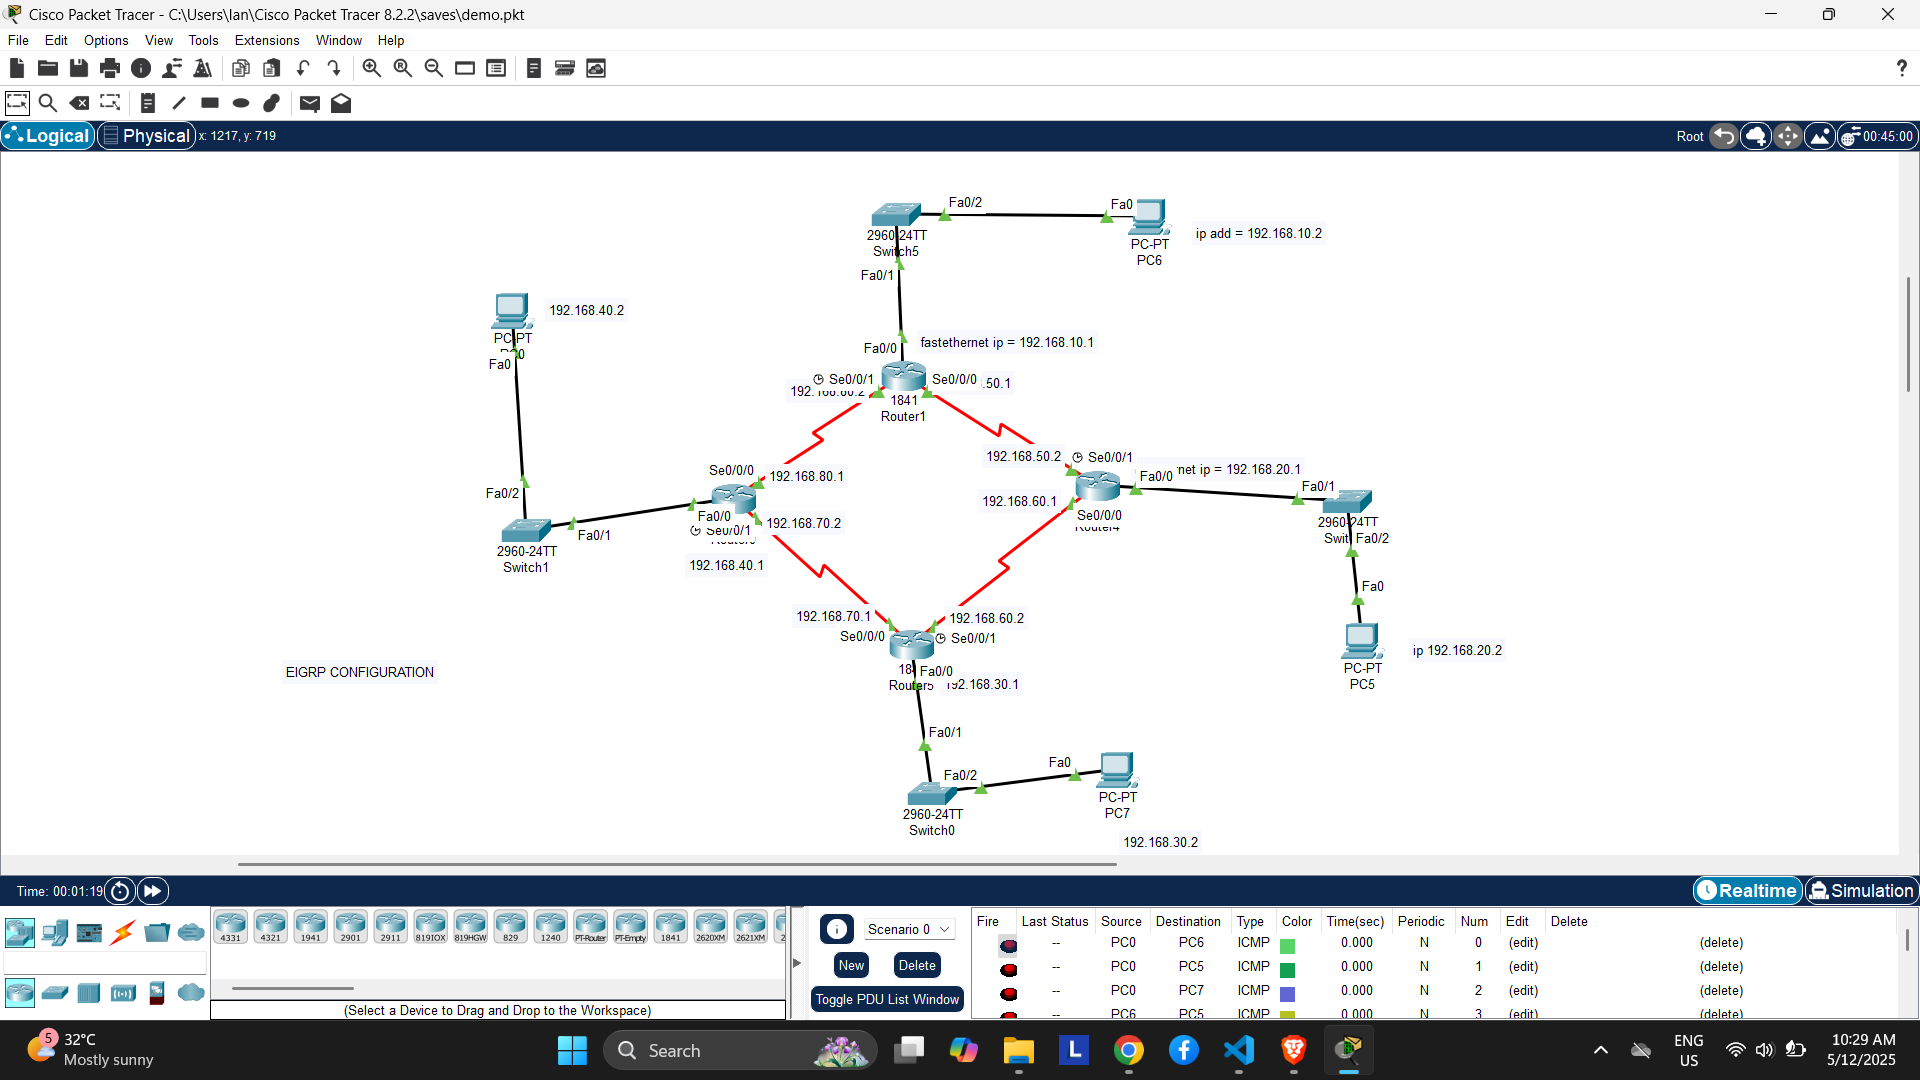 Cisco Packet Tracer - C:\Users\Ian\Cisco Packet Tracer 8.2.2\saves\demo.pkt
File Edit Options View Tools Extensions Window Help
?
Logical Physical x: 1217, y: 719 Root 00:45:00
Fa0/2 Fa0
2960-24TT
Switch5
ip add = 192.168.10.2
PC-PT
PC6
Fa0/1
192.168.40.2
PC-PT
PC0
Fa0
fastethernet ip = 192.168.10.1
Fa0/0
Se0/0/1 Se0/0/0 .50.1
192.168.80.2
1841
Router1
192.168.50.2 Se0/0/1
Se0/0/0 192.168.80.1
Fa0/0 net ip = 192.168.20.1
Fa0/1
Fa0/2
192.168.60.1
Se0/0/0
Router4
Fa0/0 192.168.70.2
Se0/0/1
2960-24TT
Fa0/2
Fa0/1
2960-24TT
Switch1
192.168.40.1
Fa0
192.168.70.1 192.168.60.2
Se0/0/0 Se0/0/1
Fa0/0
Router5 192.168.30.1
ip 192.168.20.2
PC-PT
PC5
EIGRP CONFIGURATION
Fa0/1
Fa0
Fa0/2
PC-PT
PC7
2960-24TT
Switch0
192.168.30.2
Time: 00:01:19 Realtime Simulation
4331 4321 1941 2901 2911 819IOX 819HGW 829 1240 PT-Router PT-Empty 1841 2620XM 2621XM
(Select a Device to Drag and Drop to the Workspace)
Scenario 0
New Delete
Toggle PDU List Window
Fire Last Status Source Destination Type Color Time(sec) Periodic Num Edit Delete
-- PC0 PC6 ICMP 0.000 N 0 (edit) (delete)
-- PC0 PC5 ICMP 0.000 N 1 (edit) (delete)
-- PC0 PC7 ICMP 0.000 N 2 (edit) (delete)
-- PC6 PC5 ICMP 0.000 N 3 (edit) (delete)
5
32°C
Mostly sunny
Search
L
ENG
US
10:29 AM
5/12/2025